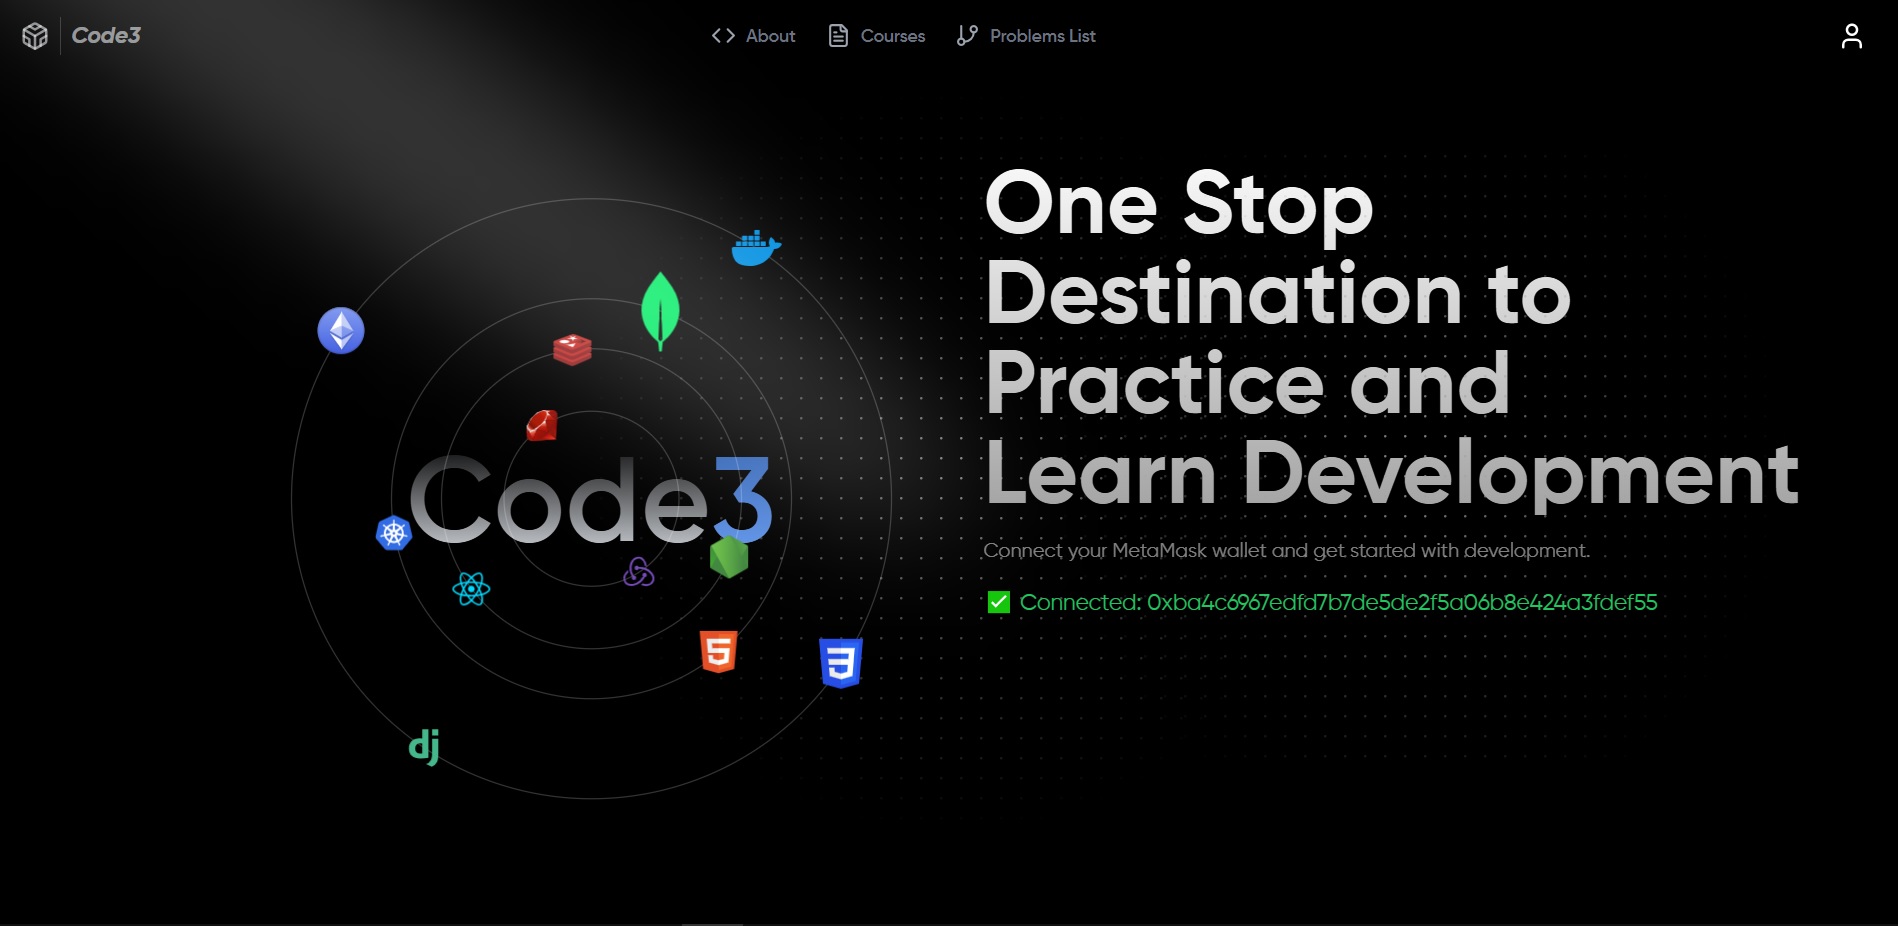 Code3
About
Courses
Problems List
One Stop
Destination to
Practice and
Learn Development
Code3
Connect your MetaMask wallet and get started with development.
✅ Connected: 0xba4c6967edfd7b7de5de2f5a06b8e424a3fdef55
dj